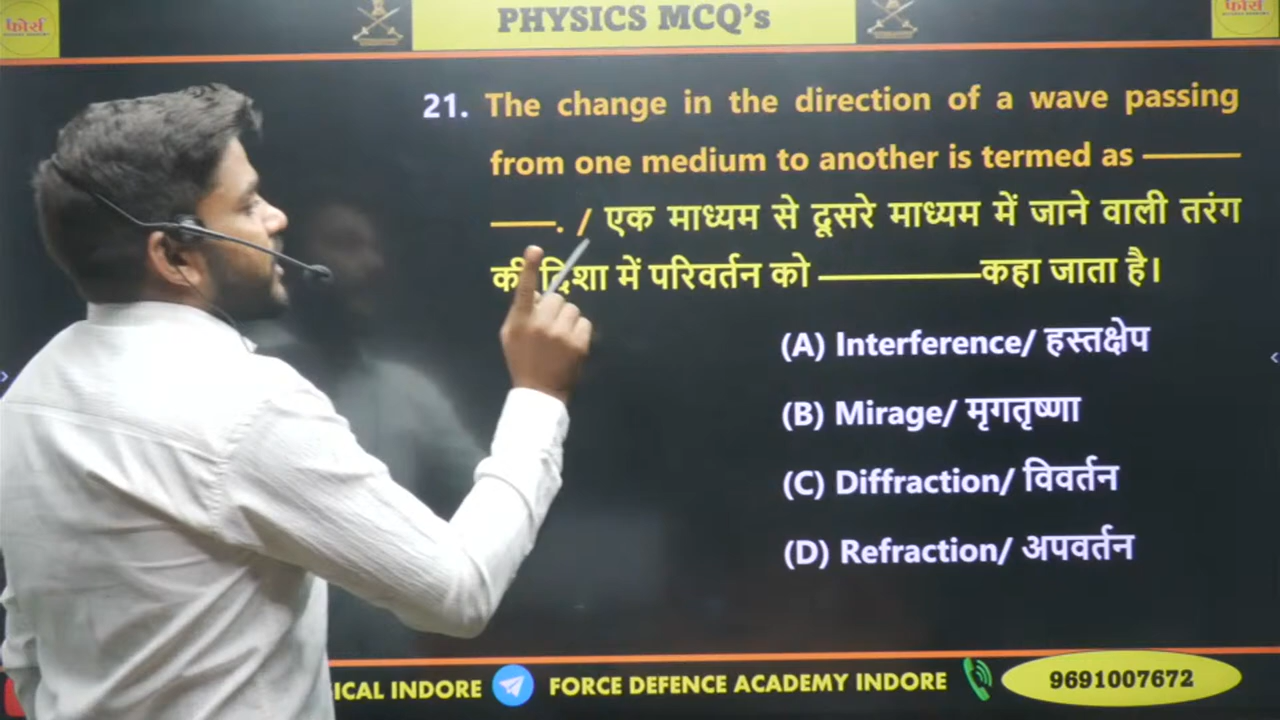 फोर्स
PHYSICS MCQ's
फोर्स
21. The change in the direction of a wave passing
from one medium to another is termed as ———
———. / एक माध्यम से दूसरे माध्यम में जाने वाली तरंग
की दिशा में परिवर्तन को —————— कहा जाता है।
(A) Interference/ हस्तक्षेप
(B) Mirage/ मृगतृष्णा
(C) Diffraction/ विवर्तन
(D) Refraction/ अपवर्तन
ICAL INDORE FORCE DEFENCE ACADEMY INDORE 9691007672